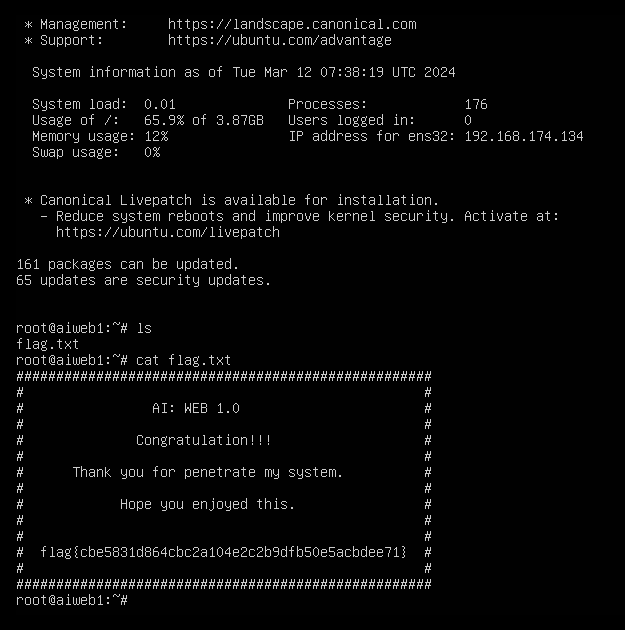 * Management:     https://landscape.canonical.com
 * Support:        https://ubuntu.com/advantage
  System information as of Tue Mar 12 07:38:19 UTC 2024
  System load:  0.01              Processes:            176
  Usage of /:   65.9% of 3.87GB   Users logged in:      0
  Memory usage: 12%               IP address for ens32: 192.168.174.134
  Swap usage:   0%
 * Canonical Livepatch is available for installation.
   - Reduce system reboots and improve kernel security. Activate at:
     https://ubuntu.com/livepatch
161 packages can be updated.
65 updates are security updates.
root@aiweb1:~# ls
flag.txt
root@aiweb1:~# cat flag.txt
####################################################
#                                                  #
#                AI: WEB 1.0                       #
#                                                  #
#              Congratulation!!!                   #
#                                                  #
#      Thank you for penetrate my system.          #
#                                                  #
#            Hope you enjoyed this.                #
#                                                  #
#                                                  #
#  flag{cbe5831d864cbc2a104e2c2b9dfb50e5acbdee71}  #
#                                                  #
####################################################
root@aiweb1:~#